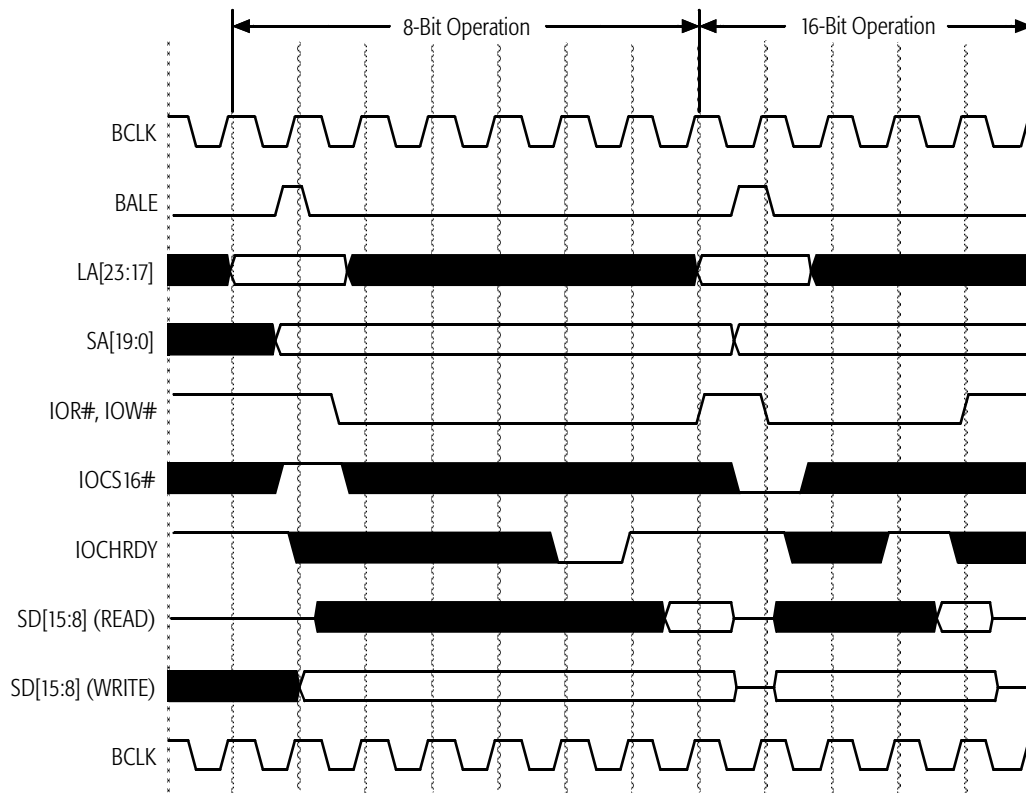 8-Bit Operation
16-Bit Operation
BCLK
BALE
LA[23:17]
SA[19:0]
IOR#, IOW#
IOCS16#
IOCHRDY
SD[15:8] (READ)
SD[15:8] (WRITE)
BCLK